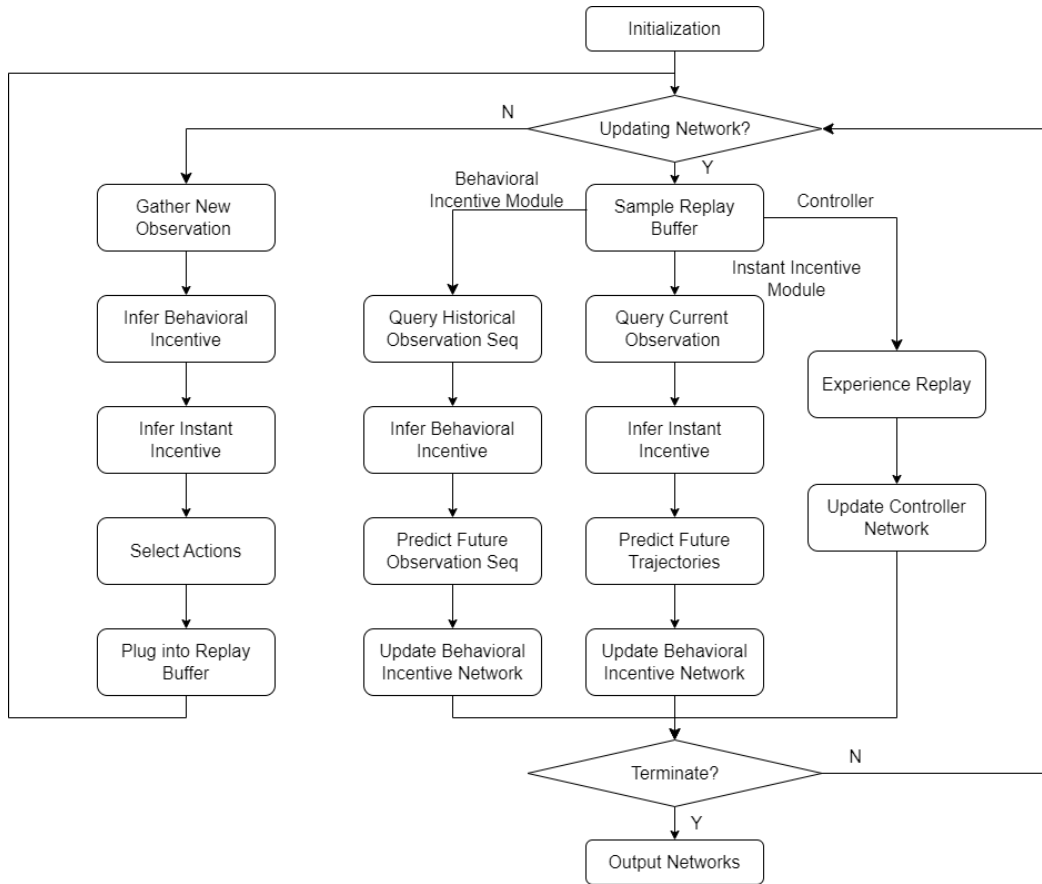 Initialization
N
Updating Network?
Y
Behavioral
Incentive Module
Controller
Gather New
Observation
Sample Replay
Buffer
Instant Incentive
Module
Infer Behavioral
Incentive
Query Historical
Observation Seq
Query Current
Observation
Experience Replay
Infer Instant
Incentive
Infer Behavioral
Incentive
Infer Instant
Incentive
Update Controller
Network
Select Actions
Predict Future
Observation Seq
Predict Future
Trajectories
Plug into Replay
Buffer
Update Behavioral
Incentive Network
Update Behavioral
Incentive Network
Terminate?
N
Y
Output Networks